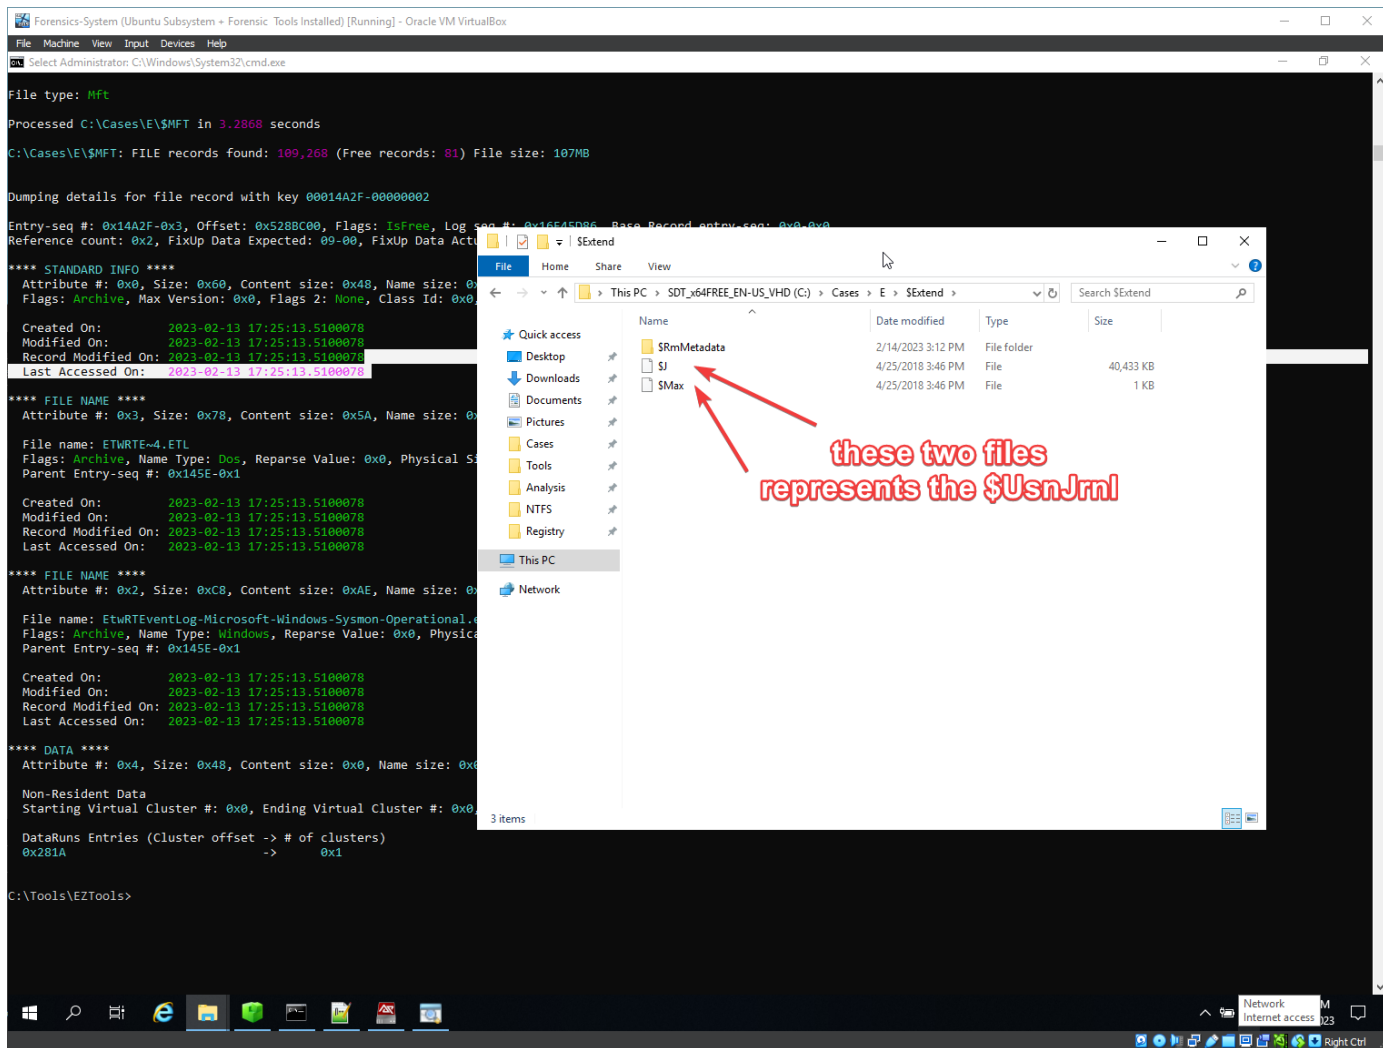 Forensics-System (Ubuntu Subsystem + Forensic Tools Installed) [Running] - Oracle VM VirtualBox
File Machine View Input Devices Help
Select Administrator: C:\Windows\System32\cmd.exe
File type: Mft
Processed C:\Cases\E\$MFT in 3.2868 seconds
C:\Cases\E\$MFT: FILE records found: 109,268 (Free records: 81) File size: 107MB
Dumping details for file record with key 00014A2F-00000002
Entry-seq #: 0x14A2F-0x3, Offset: 0x528BC00, Flags: IsFree, Log seq #: 0x16E45D86, Base Record entry-seq: 0x0-0x0
Reference count: 0x2, FixUp Data Expected: 09-00, FixUp Data Actu
**** STANDARD INFO ****
Attribute #: 0x0, Size: 0x60, Content size: 0x48, Name size: 0x
Flags: Archive, Max Version: 0x0, Flags 2: None, Class Id: 0x0,
Created On: 2023-02-13 17:25:13.5100078
Modified On: 2023-02-13 17:25:13.5100078
Record Modified On: 2023-02-13 17:25:13.5100078
Last Accessed On: 2023-02-13 17:25:13.5100078
**** FILE NAME ****
Attribute #: 0x3, Size: 0x78, Content size: 0x5A, Name size: 0x
File name: ETWRTE~4.ETL
Flags: Archive, Name Type: Dos, Reparse Value: 0x0, Physical Si
Parent Entry-seq #: 0x145E-0x1
Created On: 2023-02-13 17:25:13.5100078
Modified On: 2023-02-13 17:25:13.5100078
Record Modified On: 2023-02-13 17:25:13.5100078
Last Accessed On: 2023-02-13 17:25:13.5100078
**** FILE NAME ****
Attribute #: 0x2, Size: 0xC8, Content size: 0xAE, Name size: 0x
File name: EtwRTEventLog-Microsoft-Windows-Sysmon-Operational.e
Flags: Archive, Name Type: Windows, Reparse Value: 0x0, Physica
Parent Entry-seq #: 0x145E-0x1
Created On: 2023-02-13 17:25:13.5100078
Modified On: 2023-02-13 17:25:13.5100078
Record Modified On: 2023-02-13 17:25:13.5100078
Last Accessed On: 2023-02-13 17:25:13.5100078
**** DATA ****
Attribute #: 0x4, Size: 0x48, Content size: 0x0, Name size: 0x0
Non-Resident Data
Starting Virtual Cluster #: 0x0, Ending Virtual Cluster #: 0x0,
DataRuns Entries (Cluster offset -> # of clusters)
0x281A -> 0x1
C:\Tools\EZTools>
$Extend
File Home Share View
This PC > SDT_x64FREE_EN-US_VHD (C:) > Cases > E > $Extend >
Search $Extend
Name Date modified Type Size
$RmMetadata 2/14/2023 3:12 PM File folder
$J 4/25/2018 3:46 PM File 40,433 KB
$Max 4/25/2018 3:46 PM File 1 KB
Quick access
Desktop
Downloads
Documents
Pictures
Cases
Tools
Analysis
NTFS
Registry
This PC
Network
these two files
represents the $UsnJrnl
3 items
Network
Internet access
M
023
Right Ctrl